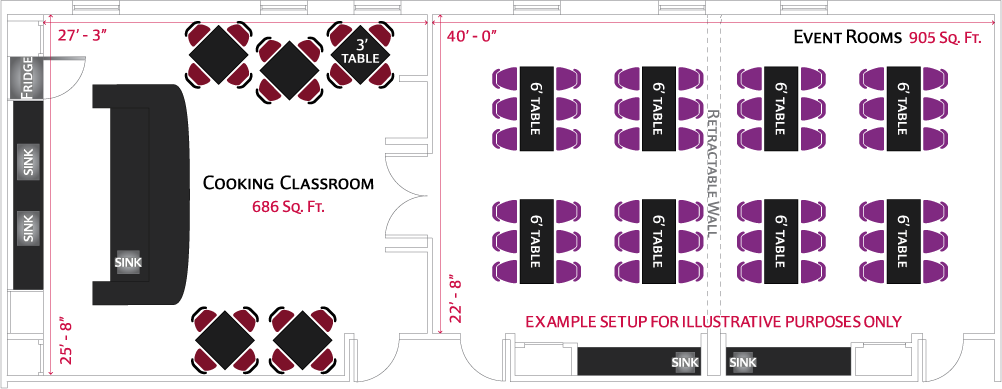 27' - 3"
40' - 0"
EVENT ROOMS 905 SQ. FT.
3'
TABLE
FRIDGE
6' TABLE
6' TABLE
6' TABLE
6' TABLE
RETRACTABLE WALL
SINK
COOKING CLASSROOM
686 SQ. FT.
SINK
SINK
6' TABLE
6' TABLE
6' TABLE
6' TABLE
22' - 8"
25' - 8"
EXAMPLE SETUP FOR ILLUSTRATIVE PURPOSES ONLY
SINK
SINK